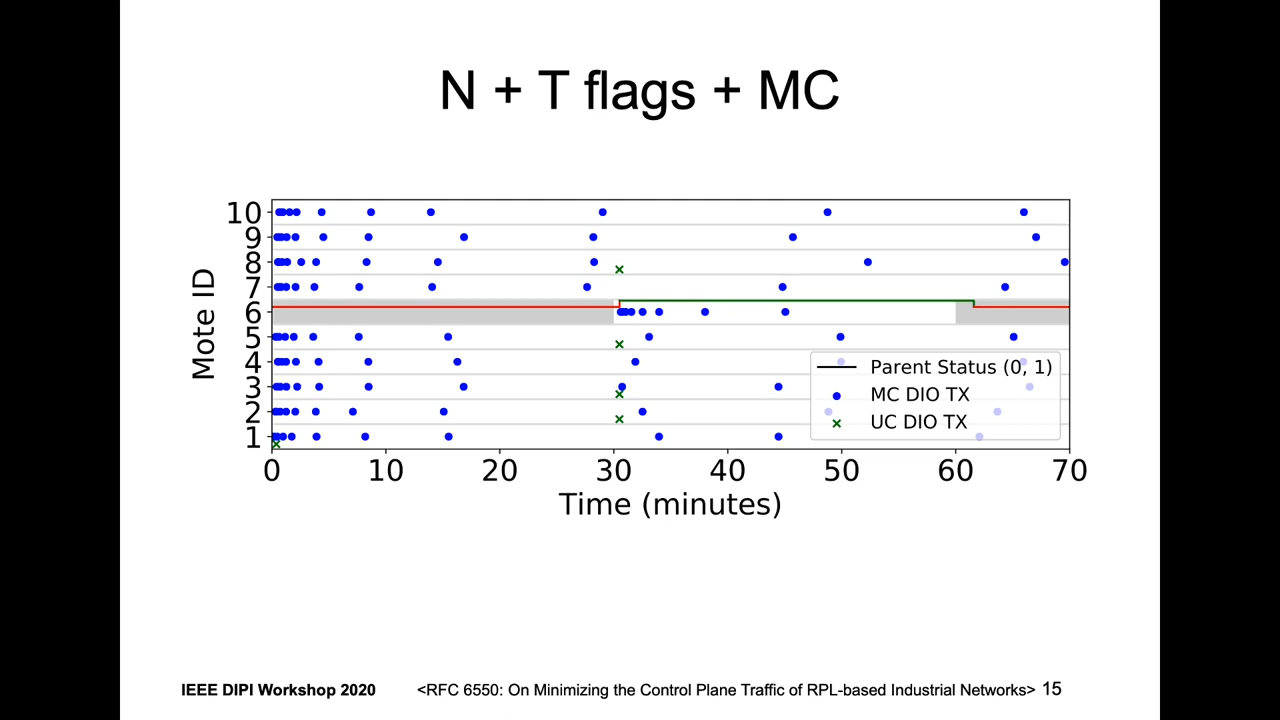 N + T flags + MC
Mote ID
10
9
8
7
6
5
4
3
2
1
Parent Status (0, 1)
MC DIO TX
UC DIO TX
0 10 20 30 40 50 60 70
Time (minutes)
IEEE DIPI Workshop 2020 <RFC 6550: On Minimizing the Control Plane Traffic of RPL-based Industrial Networks> 15